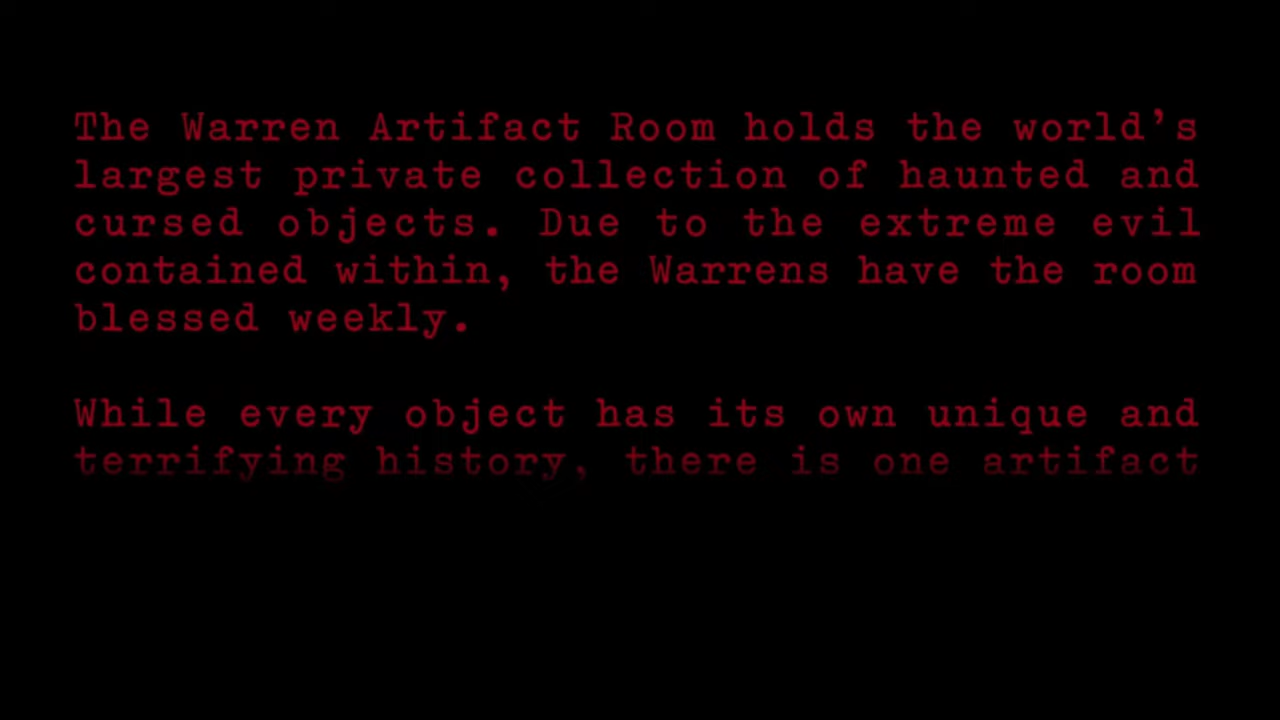 The Warren Artifact Room holds the world’s
largest private collection of haunted and
cursed objects. Due to the extreme evil
contained within, the Warrens have the room
blessed weekly.
While every object has its own unique and
terrifying history, there is one artifact